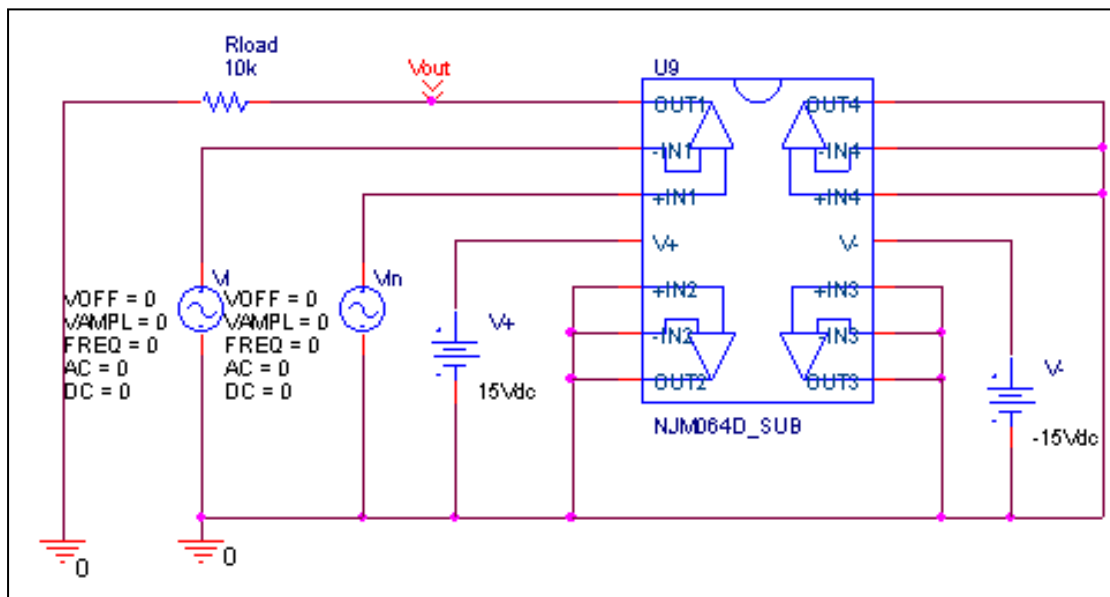 Rload
10k
Vout
U9
OUT1
OUT4
-IN1
-IN4
+IN1
+IN4
V+
V-
+IN2
+IN3
-IN2
-IN3
OUT2
OUT3
NJM064D_SUB
Vi
VOFF = 0
VAMPL = 0
FREQ = 0
AC = 0
DC = 0
Vin
VOFF = 0
VAMPL = 0
FREQ = 0
AC = 0
DC = 0
V+
15Vdc
V-
-15Vdc
0
0